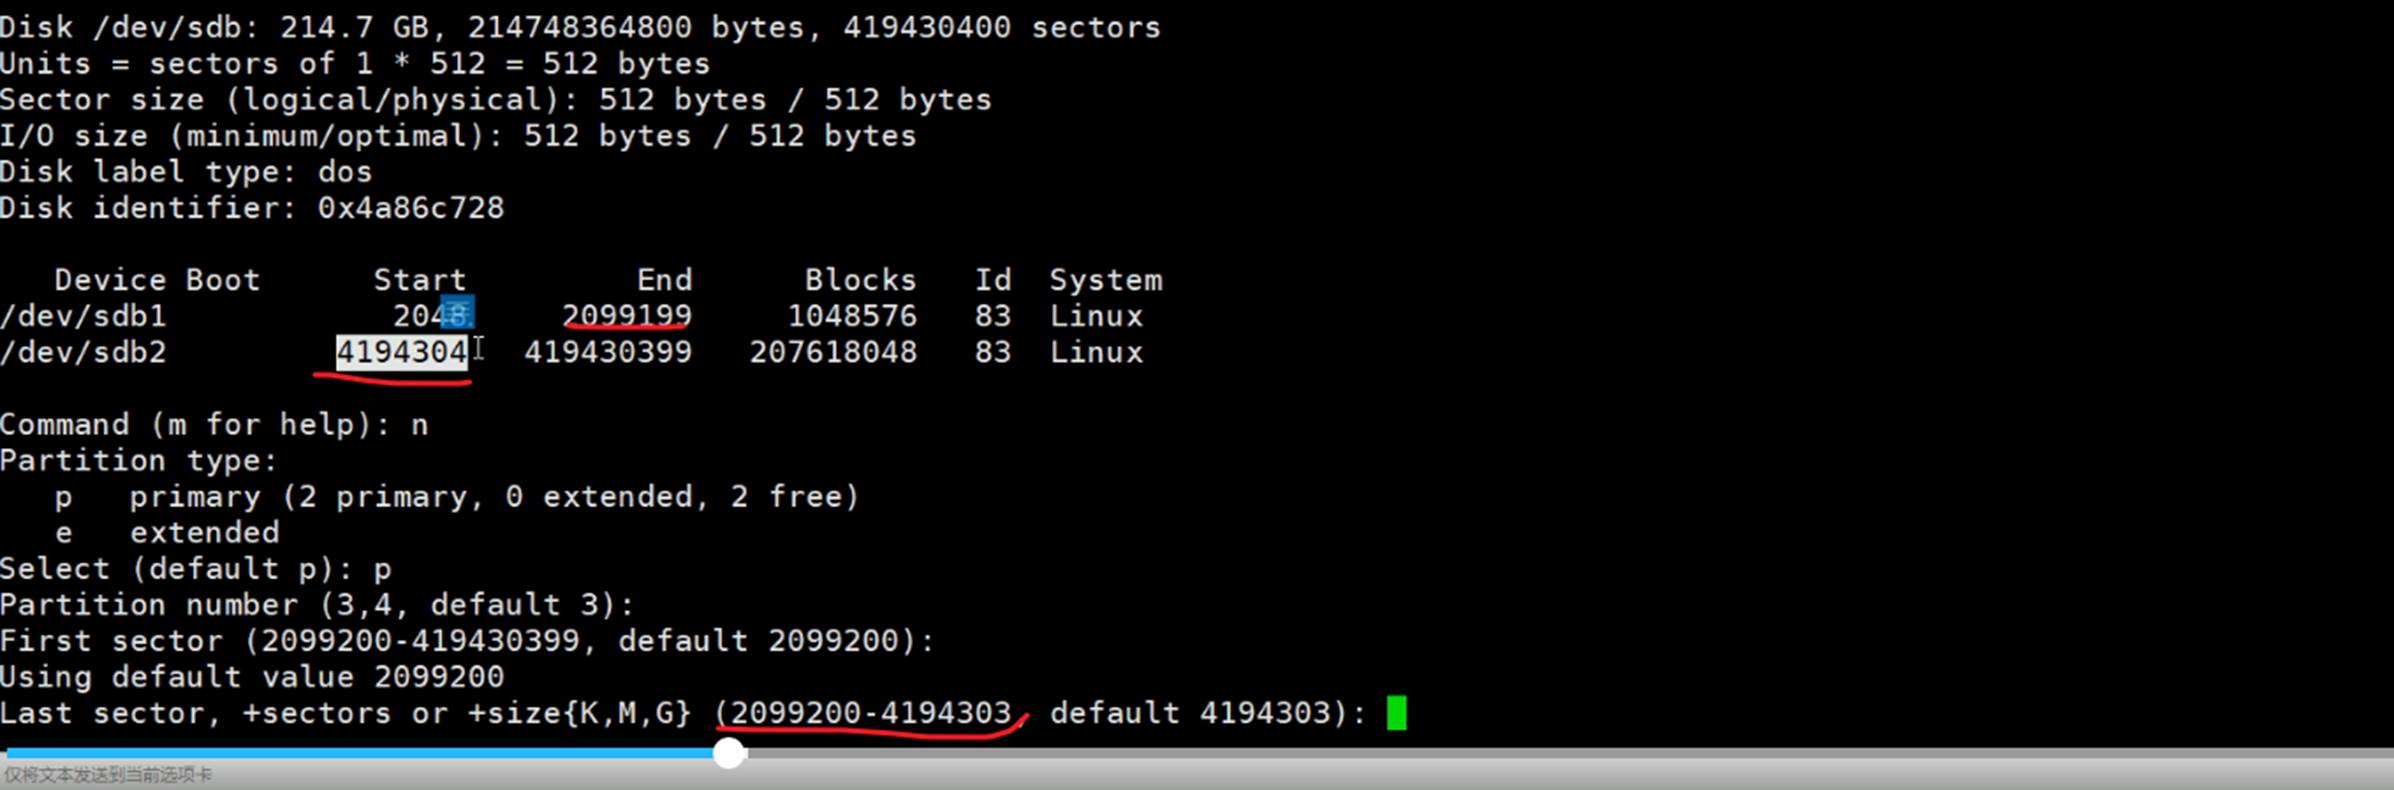 Disk /dev/sdb: 214.7 GB, 214748364800 bytes, 419430400 sectors
Units = sectors of 1 * 512 = 512 bytes
Sector size (logical/physical): 512 bytes / 512 bytes
I/O size (minimum/optimal): 512 bytes / 512 bytes
Disk label type: dos
Disk identifier: 0x4a86c728
Device Boot Start End Blocks Id System
/dev/sdb1 2048 2099199 1048576 83 Linux
/dev/sdb2 4194304 419430399 207618048 83 Linux
Command (m for help): n
Partition type:
p primary (2 primary, 0 extended, 2 free)
e extended
Select (default p): p
Partition number (3,4, default 3):
First sector (2099200-419430399, default 2099200):
Using default value 2099200
Last sector, +sectors or +size{K,M,G} (2099200-4194303, default 4194303):
仅将文本发送到当前选项卡